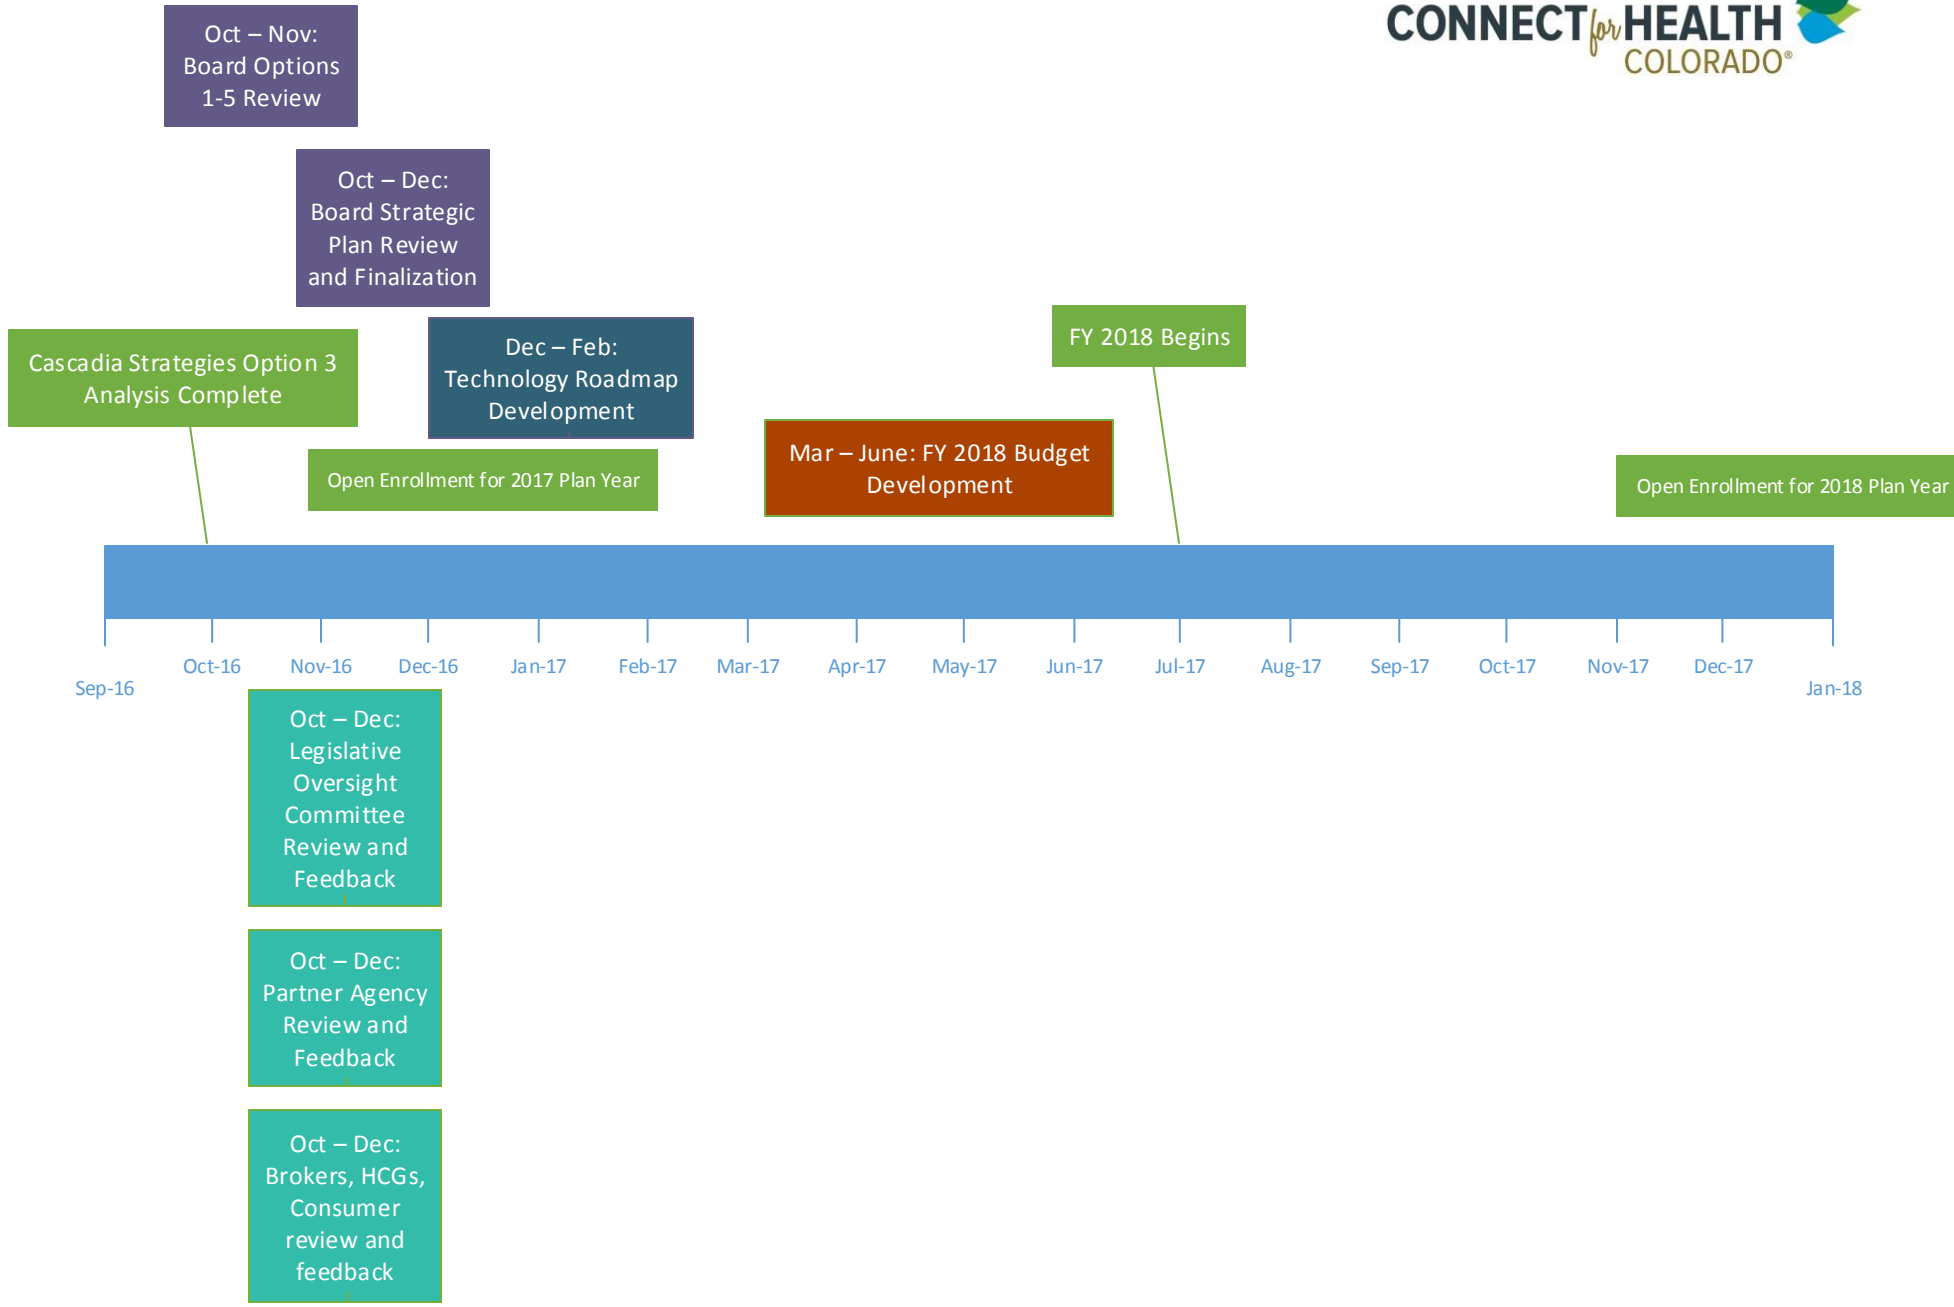 CONNECT for HEALTH
COLORADO®
Oct – Nov:
Board Options
1-5 Review
Oct – Dec:
Board Strategic
Plan Review
and Finalization
Cascadia Strategies Option 3
Analysis Complete
Dec – Feb:
Technology Roadmap
Development
FY 2018 Begins
Open Enrollment for 2017 Plan Year
Mar – June: FY 2018 Budget
Development
Open Enrollment for 2018 Plan Year
Sep-16
Oct-16
Nov-16
Dec-16
Jan-17
Feb-17
Mar-17
Apr-17
May-17
Jun-17
Jul-17
Aug-17
Sep-17
Oct-17
Nov-17
Dec-17
Jan-18
Oct – Dec:
Legislative
Oversight
Committee
Review and
Feedback
Oct – Dec:
Partner Agency
Review and
Feedback
Oct – Dec:
Brokers, HCGs,
Consumer
review and
feedback